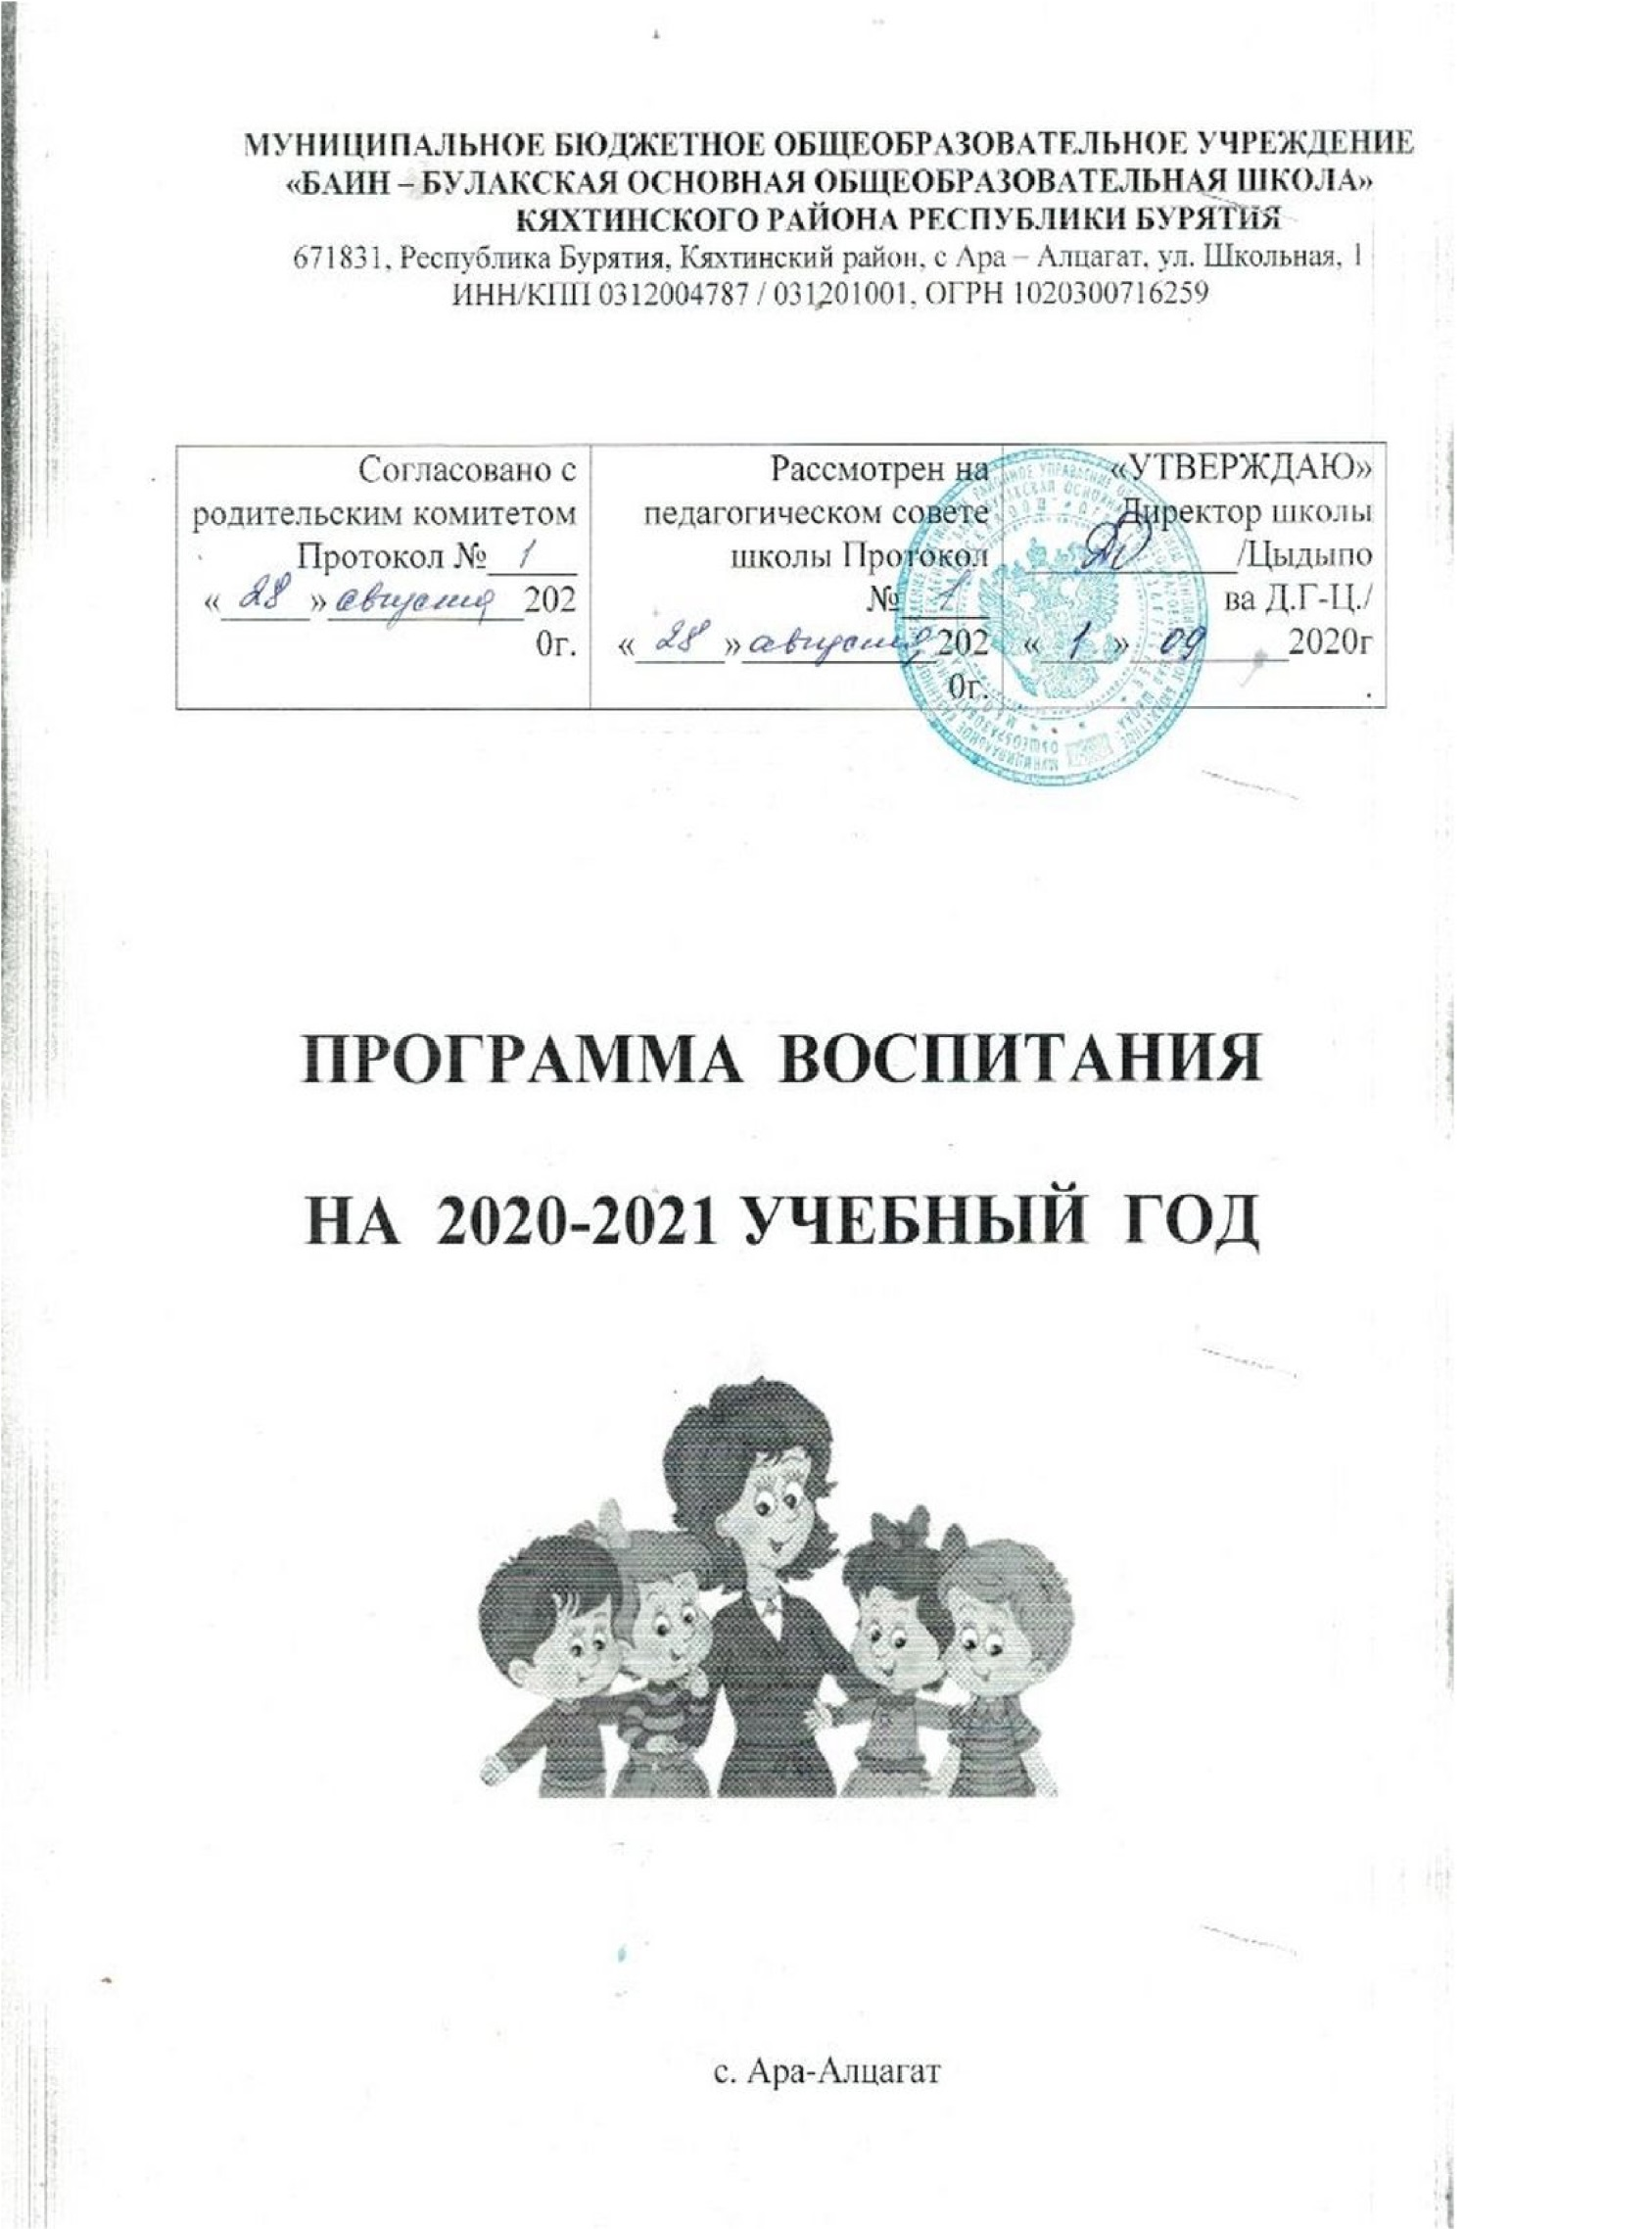 МУНИЦИПАЛЬНОЕ БЮДЖЕТНОЕ ОБЩЕОБРАЗОВАТЕЛЬНОЕ УЧРЕЖДЕНИЕ
«БАИН – БУЛАКСКАЯ ОСНОВНАЯ ОБЩЕОБРАЗОВАТЕЛЬНАЯ ШКОЛА»
КЯХТИНСКОГО РАЙОНА РЕСПУБЛИКИ БУРЯТИЯ
671831, Республика Бурятия, Кяхтинский район, с Ара – Алцагат, ул. Школьная, 1
ИНН/КПП 0312004787 / 031201001, ОГРН 1020300716259
Согласовано с
родительским комитетом
Протокол № 1
« 28 » августа 202
0г.
Рассмотрен на
педагогическом совете
школы Протокол
№ 1
« 28 » августа 202
0г.
«УТВЕРЖДАЮ»
Директор школы
/Цыдыпо
ва Д.Г-Ц./
« 1 » 09 2020г
.
ПРОГРАММА ВОСПИТАНИЯ
НА 2020-2021 УЧЕБНЫЙ ГОД
с. Ара-Алцагат